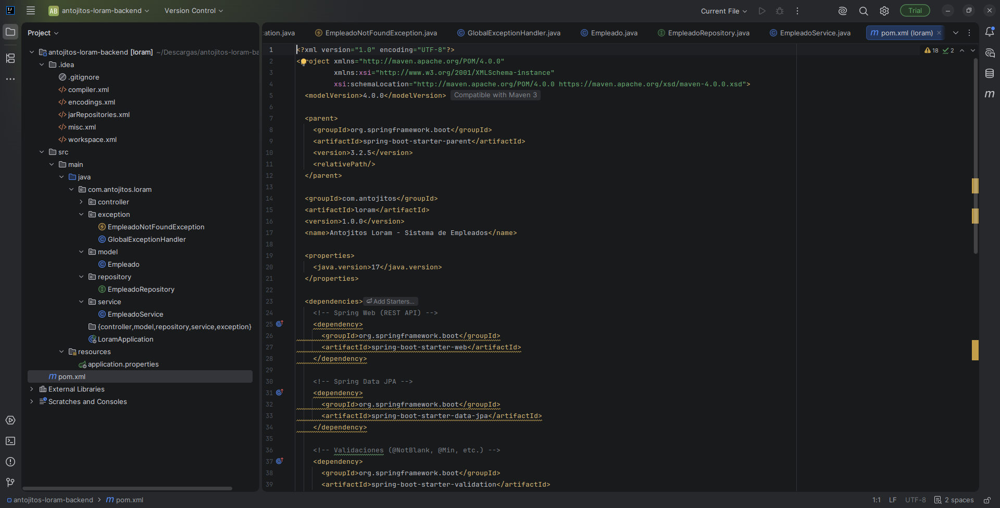 AB antojitos-loram-backend Version Control Current File Trial
Project
ation.java EmpleadoNotFoundException.java GlobalExceptionHandler.java Empleado.java EmpleadoRepository.java EmpleadoService.java pom.xml (loram)
antojitos-loram-backend [loram] ~/Descargas/antojitos-loram-ba
.idea
.gitignore
compiler.xml
encodings.xml
jarRepositories.xml
misc.xml
workspace.xml
src
main
java
com.antojitos.loram
controller
exception
EmpleadoNotFoundException
GlobalExceptionHandler
model
Empleado
repository
EmpleadoRepository
service
EmpleadoService
{controller,model,repository,service,exception}
LoramApplication
resources
application.properties
pom.xml
External Libraries
Scratches and Consoles
18 2
1 <?xml version="1.0" encoding="UTF-8"?>
2 <project xmlns="http://maven.apache.org/POM/4.0.0"
3 xmlns:xsi="http://www.w3.org/2001/XMLSchema-instance"
4 xsi:schemaLocation="http://maven.apache.org/POM/4.0.0 https://maven.apache.org/xsd/maven-4.0.0.xsd">
5 <modelVersion>4.0.0</modelVersion> Compatible with Maven 3
6
7 <parent>
8 <groupId>org.springframework.boot</groupId>
9 <artifactId>spring-boot-starter-parent</artifactId>
10 <version>3.2.5</version>
11 <relativePath/>
12 </parent>
13
14 <groupId>com.antojitos</groupId>
15 <artifactId>loram</artifactId>
16 <version>1.0.0</version>
17 <name>Antojitos Loram - Sistema de Empleados</name>
18
19 <properties>
20 <java.version>17</java.version>
21 </properties>
22
23 <dependencies> Add Starters...
24 <!-- Spring Web (REST API) -->
25 <dependency>
26 <groupId>org.springframework.boot</groupId>
27 <artifactId>spring-boot-starter-web</artifactId>
28 </dependency>
29
30 <!-- Spring Data JPA -->
31 <dependency>
32 <groupId>org.springframework.boot</groupId>
33 <artifactId>spring-boot-starter-data-jpa</artifactId>
34 </dependency>
35
36 <!-- Validaciones (@NotBlank, @Min, etc.) -->
37 <dependency>
38 <groupId>org.springframework.boot</groupId>
39 <artifactId>spring-boot-starter-validation</artifactId>
antojitos-loram-backend > pom.xml 1:1 LF UTF-8 2 spaces